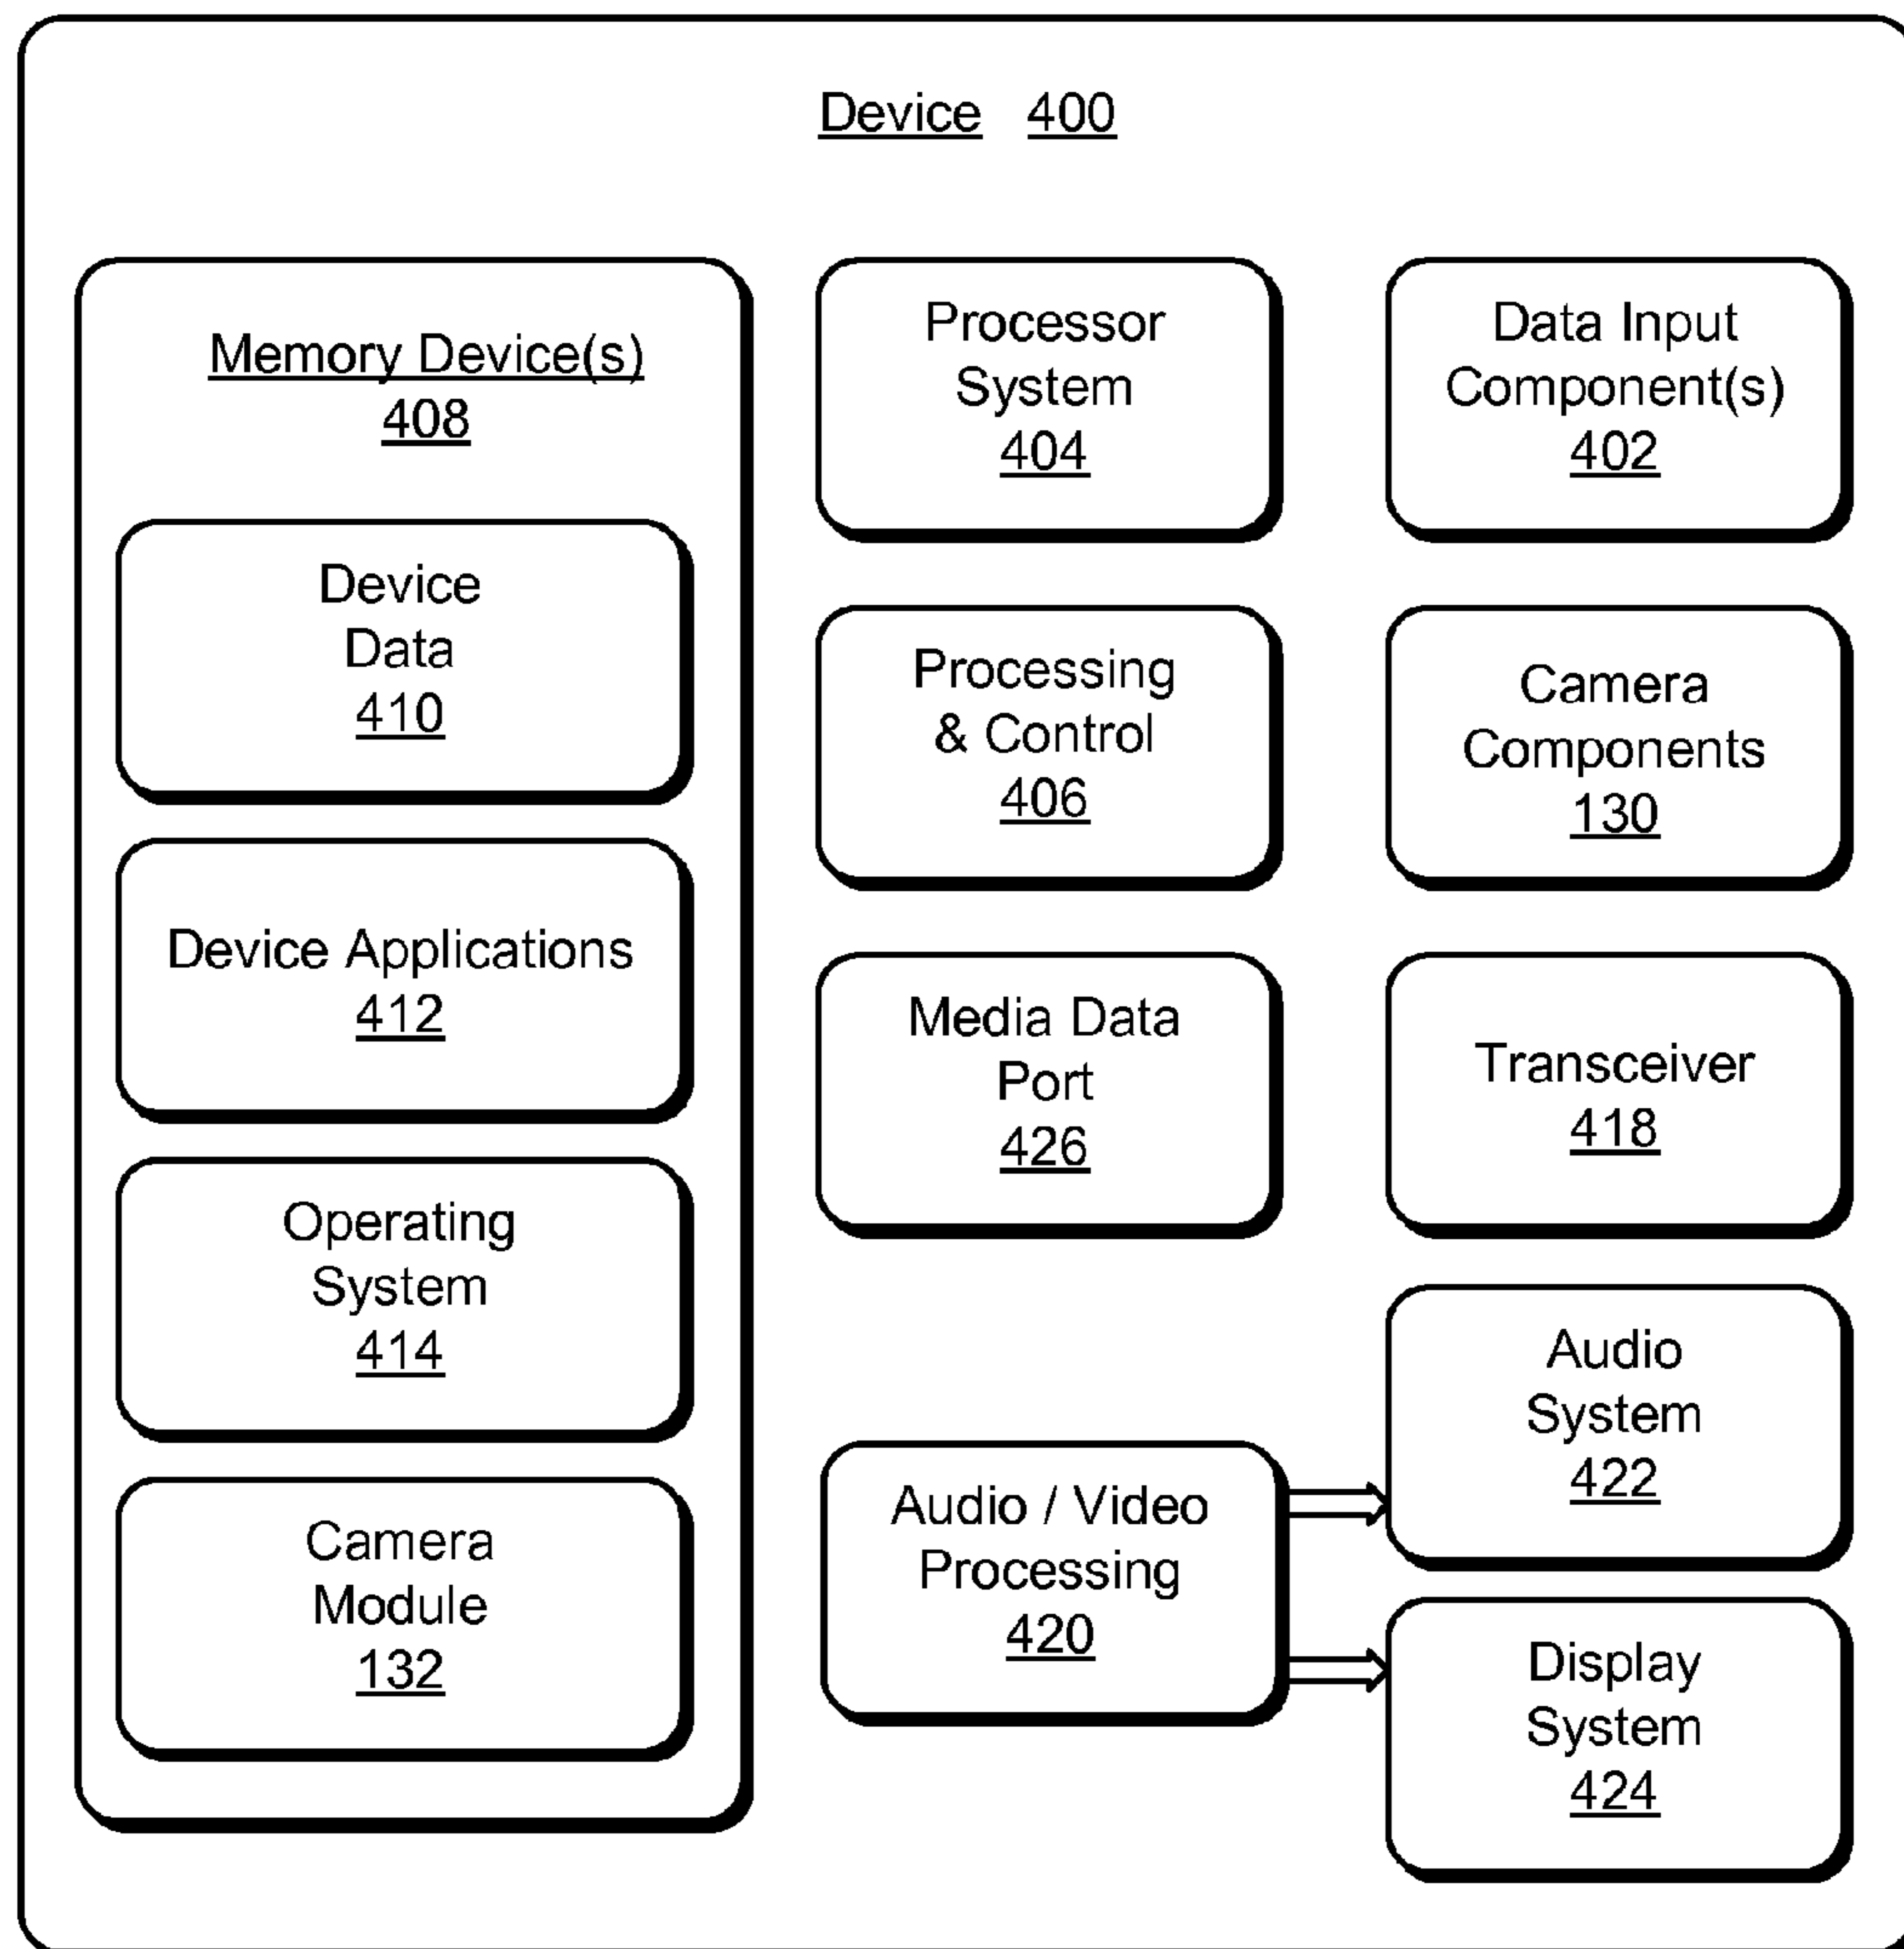 Device 400
Memory Device(s)
408
Device
Data
410
Device Applications
412
Operating
System
414
Camera
Module
132
Processor
System
404
Processing
& Control
406
Media Data
Port
426
Audio / Video
Processing
420
Data Input
Component(s)
402
Camera
Components
130
Transceiver
418
Audio
System
422
Display
System
424